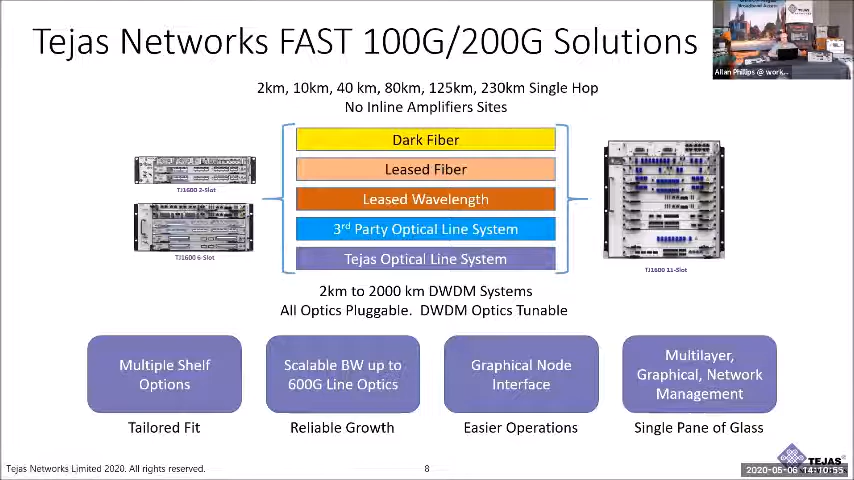 Tejas Networks FAST 100G/200G Solutions
Allan Phillips @ work...
2km, 10km, 40 km, 80km, 125km, 230km Single Hop
No Inline Amplifiers Sites
Dark Fiber
Leased Fiber
Leased Wavelength
3rd Party Optical Line System
Tejas Optical Line System
TJ1600 2-Slot
TJ1600 6-Slot
TJ1600 11-Slot
2km to 2000 km DWDM Systems
All Optics Pluggable.  DWDM Optics Tunable
Multiple Shelf
Options
Scalable BW up to
600G Line Optics
Graphical Node
Interface
Multilayer,
Graphical, Network
Management
Tailored Fit
Reliable Growth
Easier Operations
Single Pane of Glass
Tejas Networks Limited 2020. All rights reserved.
8
TEJAS
2020-05-06 14:10:55